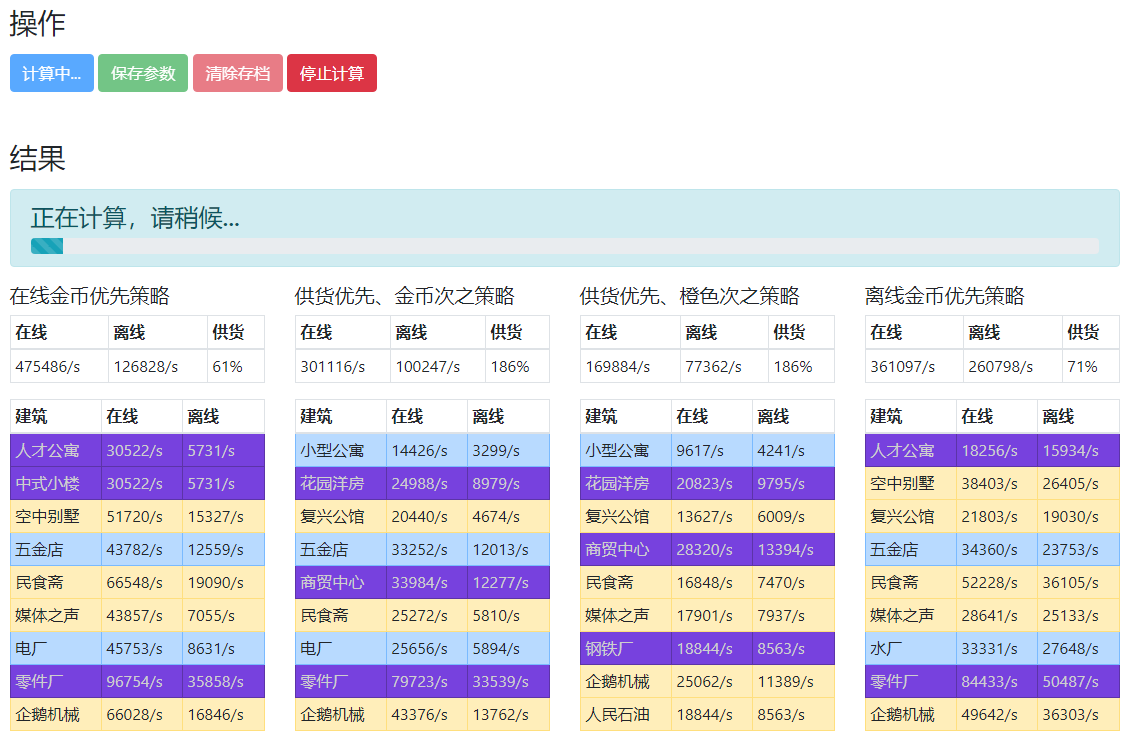 操作
计算中... 保存参数 清除存档 停止计算
结果
正在计算，请稍候...
在线金币优先策略
在线 离线 供货
475486/s 126828/s 61%
建筑 在线 离线
人才公寓 30522/s 5731/s
中式小楼 30522/s 5731/s
空中别墅 51720/s 15327/s
五金店 43782/s 12559/s
民食斋 66548/s 19090/s
媒体之声 43857/s 7055/s
电厂 45753/s 8631/s
零件厂 96754/s 35858/s
企鹅机械 66028/s 16846/s
供货优先、金币次之策略
在线 离线 供货
301116/s 100247/s 186%
建筑 在线 离线
小型公寓 14426/s 3299/s
花园洋房 24988/s 8979/s
复兴公馆 20440/s 4674/s
五金店 33252/s 12013/s
商贸中心 33984/s 12277/s
民食斋 25272/s 5810/s
电厂 25656/s 5894/s
零件厂 79723/s 33539/s
企鹅机械 43376/s 13762/s
供货优先、橙色次之策略
在线 离线 供货
169884/s 77362/s 186%
建筑 在线 离线
小型公寓 9617/s 4241/s
花园洋房 20823/s 9795/s
复兴公馆 13627/s 6009/s
商贸中心 28320/s 13394/s
民食斋 16848/s 7470/s
媒体之声 17901/s 7937/s
钢铁厂 18844/s 8563/s
企鹅机械 25062/s 11389/s
人民石油 18844/s 8563/s
离线金币优先策略
在线 离线 供货
361097/s 260798/s 71%
建筑 在线 离线
人才公寓 18256/s 15934/s
空中别墅 38403/s 26405/s
复兴公馆 21803/s 19030/s
五金店 34360/s 23753/s
民食斋 52228/s 36105/s
媒体之声 28641/s 25133/s
水厂 33331/s 27648/s
零件厂 84433/s 50487/s
企鹅机械 49642/s 36303/s